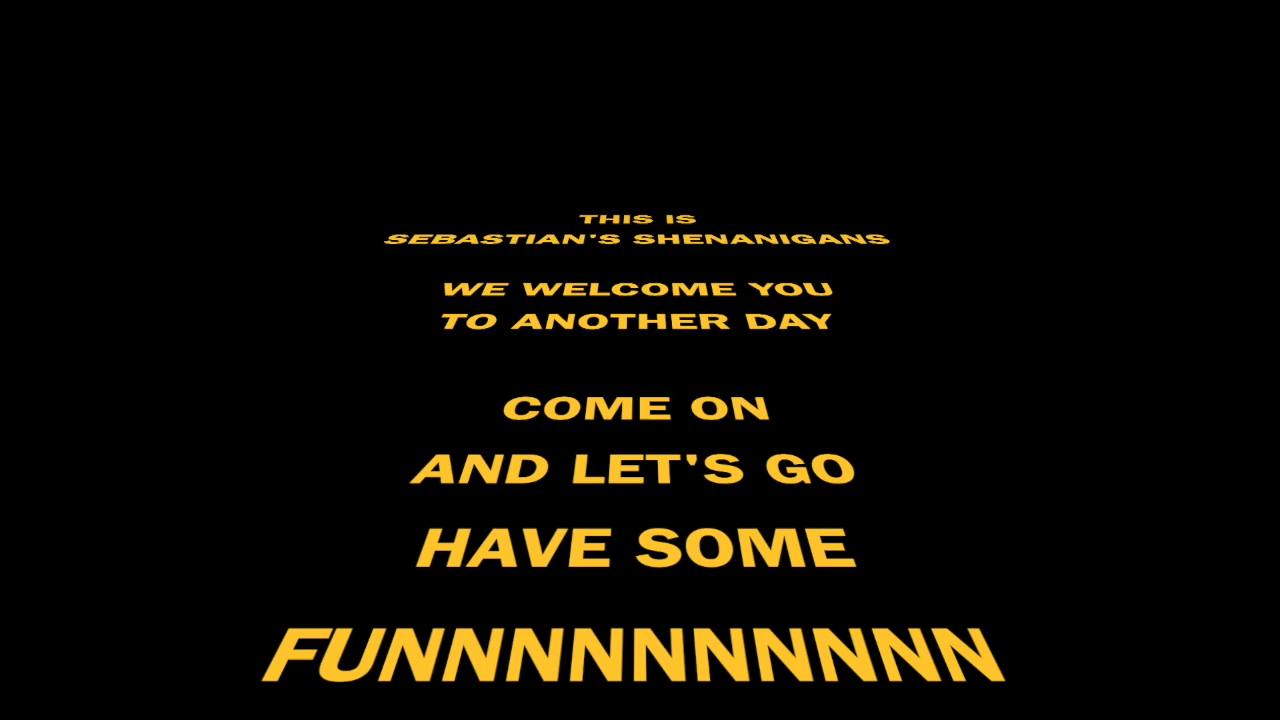 THIS IS
SEBASTIAN'S SHENANIGANS
WE WELCOME YOU
TO ANOTHER DAY
COME ON
AND LET'S GO
HAVE SOME
FUNNNNNNNNNN